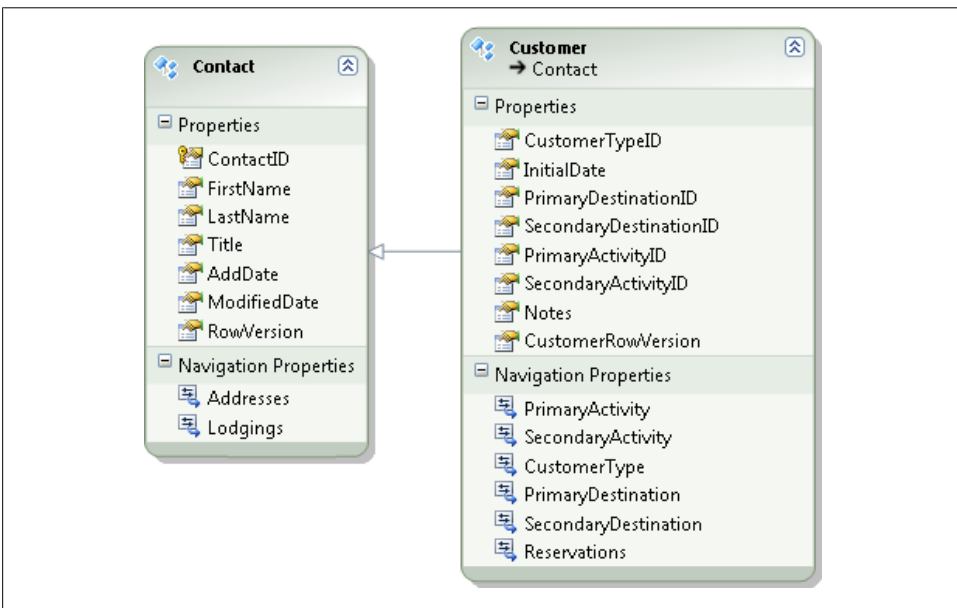 Contact
Properties
ContactID
FirstName
LastName
Title
AddDate
ModifiedDate
RowVersion
Navigation Properties
Addresses
Lodgings
Customer
➔ Contact
Properties
CustomerTypeID
InitialDate
PrimaryDestinationID
SecondaryDestinationID
PrimaryActivityID
SecondaryActivityID
Notes
CustomerRowVersion
Navigation Properties
PrimaryActivity
SecondaryActivity
CustomerType
PrimaryDestination
SecondaryDestination
Reservations